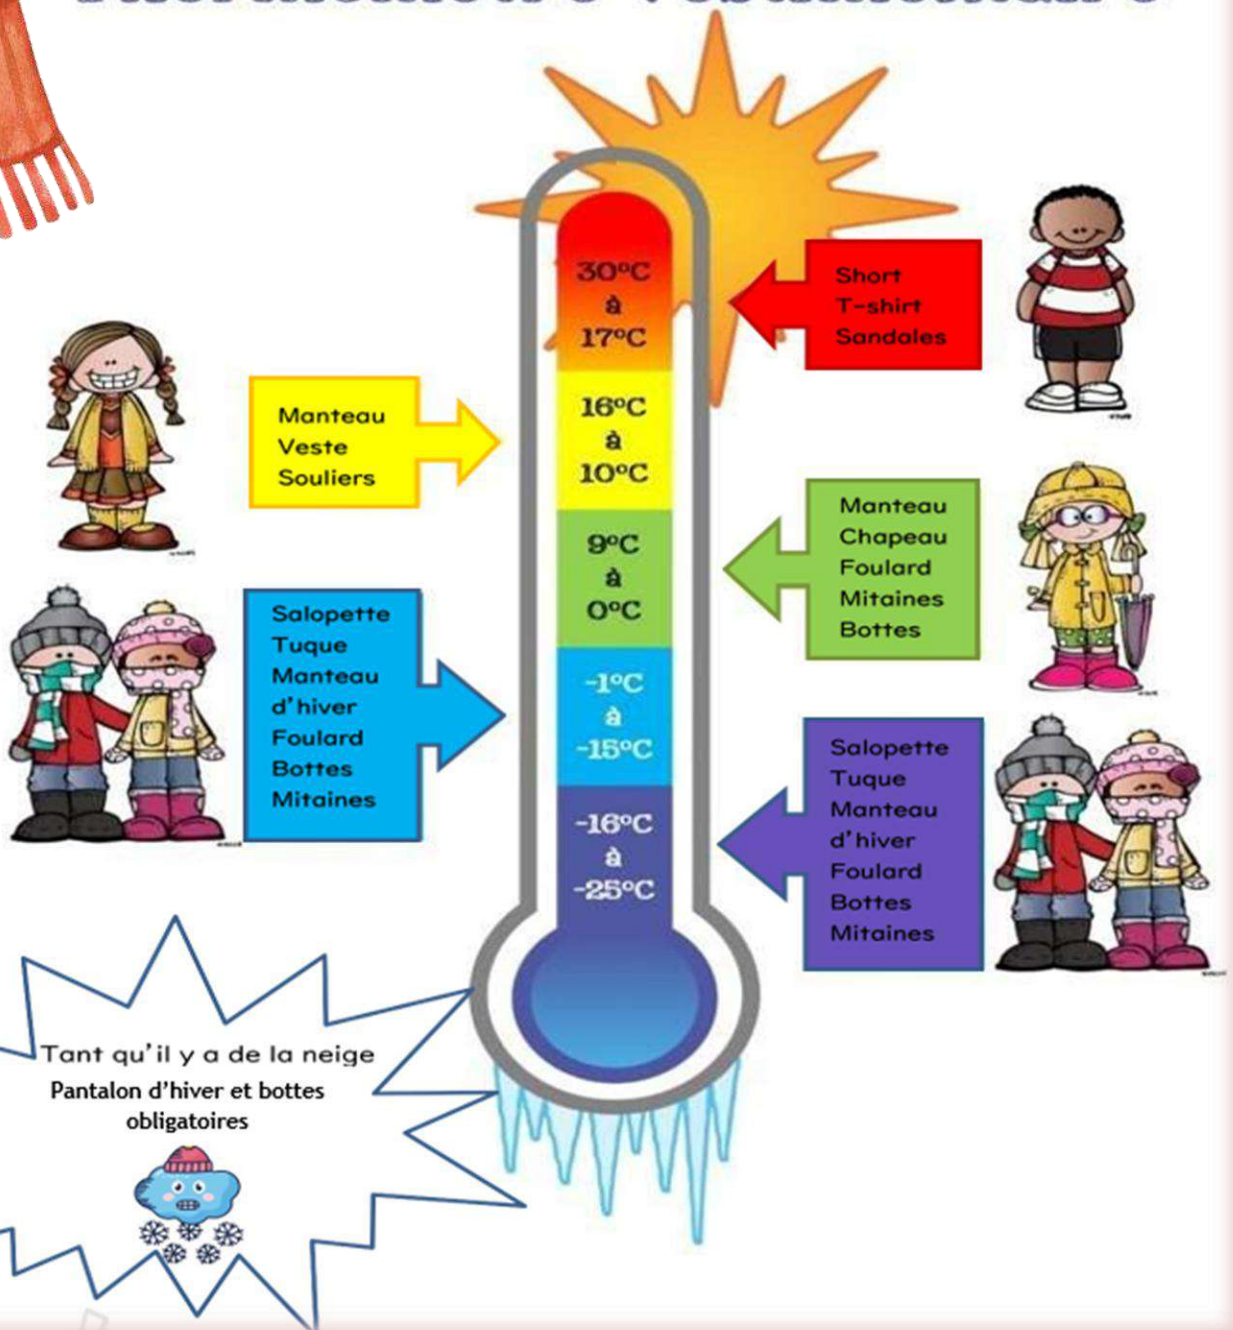 30°C
à
17°C
Short
T-shirt
Sandales
Manteau
Veste
Souliers
16°C
à
10°C
Manteau
Chapeau
Foulard
Mitaines
Bottes
9°C
à
0°C
Salopette
Tuque
Manteau
d'hiver
Foulard
Bottes
Mitaines
-1°C
à
-15°C
Salopette
Tuque
Manteau
d'hiver
Foulard
Bottes
Mitaines
-16°C
à
-25°C
Tant qu'il y a de la neige
Pantalon d'hiver et bottes
obligatoires